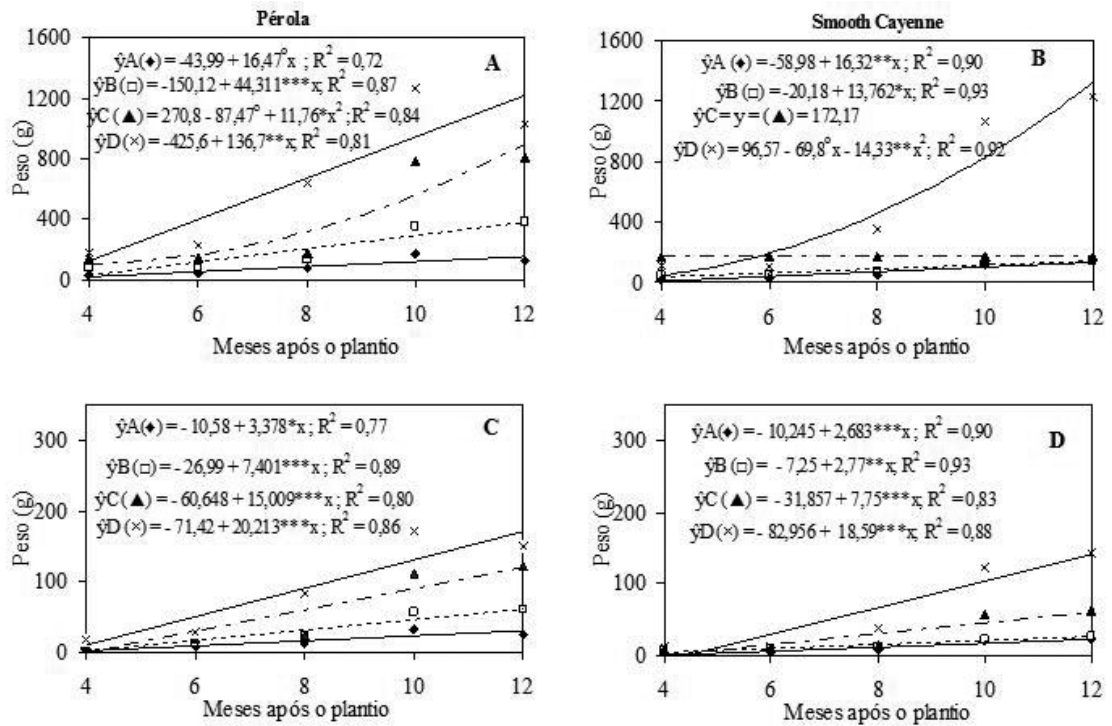 Pérola
1600
1200
800
400
0
4 6 8 10 12
Peso (g)
Meses após o plantio
A
ŷA(♦) = -43,99 + 16,47°x ; R² = 0,72
ŷB(□) = -150,12 + 44,311***x; R² = 0,87
ŷC(▲) = 270,8 - 87,47° + 11,76*x² ; R² = 0,84
ŷD(×) = -425,6 + 136,7**x; R² = 0,81
Smooth Cayenne
1600
1200
800
400
0
4 6 8 10 12
Peso (g)
Meses após o plantio
B
ŷA (♦) = -58,98 + 16,32**x; R² = 0,90
ŷB(□) = -20,18 + 13,762*x; R² = 0,93
ŷC = y = (▲) = 172,17
ŷD(×) = 96,57 - 69,8°x - 14,33**x²; R² = 0,92
300
200
100
0
4 6 8 10 12
Peso (g)
Meses após o plantio
C
ŷA(♦) = - 10,58 + 3,378*x ; R² = 0,77
ŷB(□) = - 26,99 + 7,401***x; R² = 0,89
ŷC(▲) = - 60,648 + 15,009***x; R² = 0,80
ŷD(×) = - 71,42 + 20,213***x; R² = 0,86
300
200
100
0
4 6 8 10 12
Peso (g)
Meses após o plantio
D
ŷA(♦) = - 10,245 + 2,683***x; R² = 0,90
ŷB(□) = - 7,25 + 2,77**x; R² = 0,93
ŷC(▲) = - 31,857 + 7,75***x; R² = 0,83
ŷD(×) = - 82,956 + 18,59***x; R² = 0,88